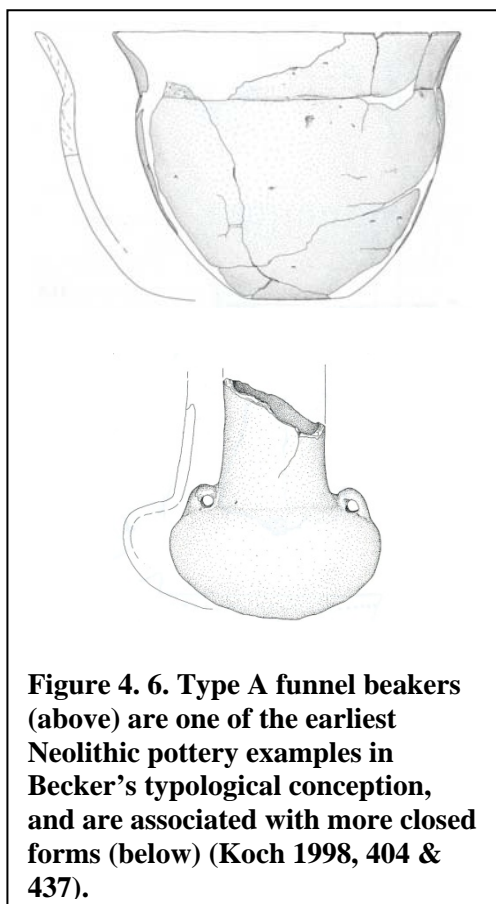 Figure 4. 6. Type A funnel beakers
(above) are one of the earliest
Neolithic pottery examples in
Becker’s typological conception,
and are associated with more closed
forms (below) (Koch 1998, 404 &
437).